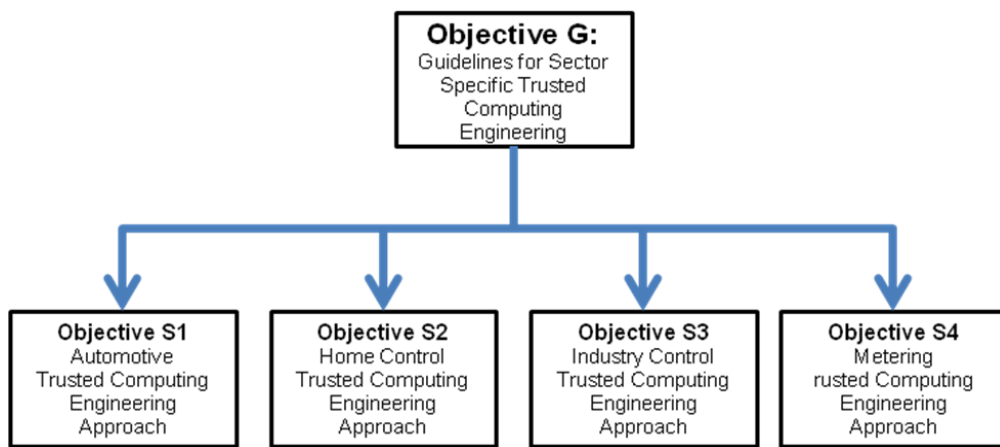 Objective G:
Guidelines for Sector
Specific Trusted
Computing
Engineering
Objective S1
Automotive
Trusted Computing
Engineering
Approach
Objective S2
Home Control
Trusted Computing
Engineering
Approach
Objective S3
Industry Control
Trusted Computing
Engineering
Approach
Objective S4
Metering
rusted Computing
Engineering
Approach